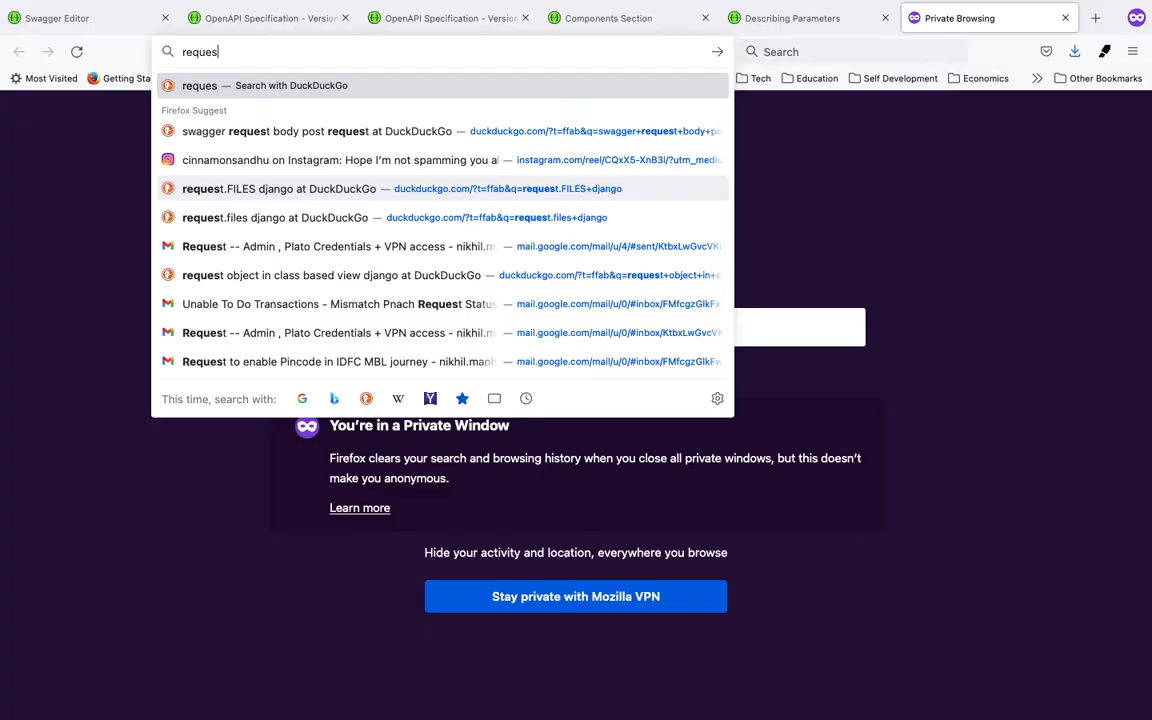 Swagger Editor
OpenAPI Specification - Version
OpenAPI Specification - Version
Components Section
Describing Parameters
Private Browsing
reques
Search
Most Visited
Getting Sta
Tech
Education
Self Development
Economics
Other Bookmarks
reques — Search with DuckDuckGo
Firefox Suggest
swagger request body post request at DuckDuckGo — duckduckgo.com/?t=ffab&q=swagger+request+body+po
cinnamonsandhu on Instagram: Hope I'm not spamming you al — instagram.com/reel/CQxX5-XnB3l/?utm_mediu
request.FILES django at DuckDuckGo — duckduckgo.com/?t=ffab&q=request.FILES+django
request.files django at DuckDuckGo — duckduckgo.com/?t=ffab&q=request.files+django
Request -- Admin , Plato Credentials + VPN access - nikhil.m — mail.google.com/mail/u/4/#sent/KtbxLwGvcVK
request object in class based view django at DuckDuckGo — duckduckgo.com/?t=ffab&q=request+object+in+c
Unable To Do Transactions - Mismatch Pnach Request Status — mail.google.com/mail/u/0/#inbox/FMfcgzGlkFx
Request -- Admin , Plato Credentials + VPN access - nikhil.m — mail.google.com/mail/u/0/#inbox/KtbxLwGvcVK
Request to enable Pincode in IDFC MBL journey - nikhil.manh — mail.google.com/mail/u/0/#inbox/FMfcgzGlkFw
This time, search with:
You're in a Private Window
Firefox clears your search and browsing history when you close all private windows, but this doesn't
make you anonymous.
Learn more
Hide your activity and location, everywhere you browse
Stay private with Mozilla VPN